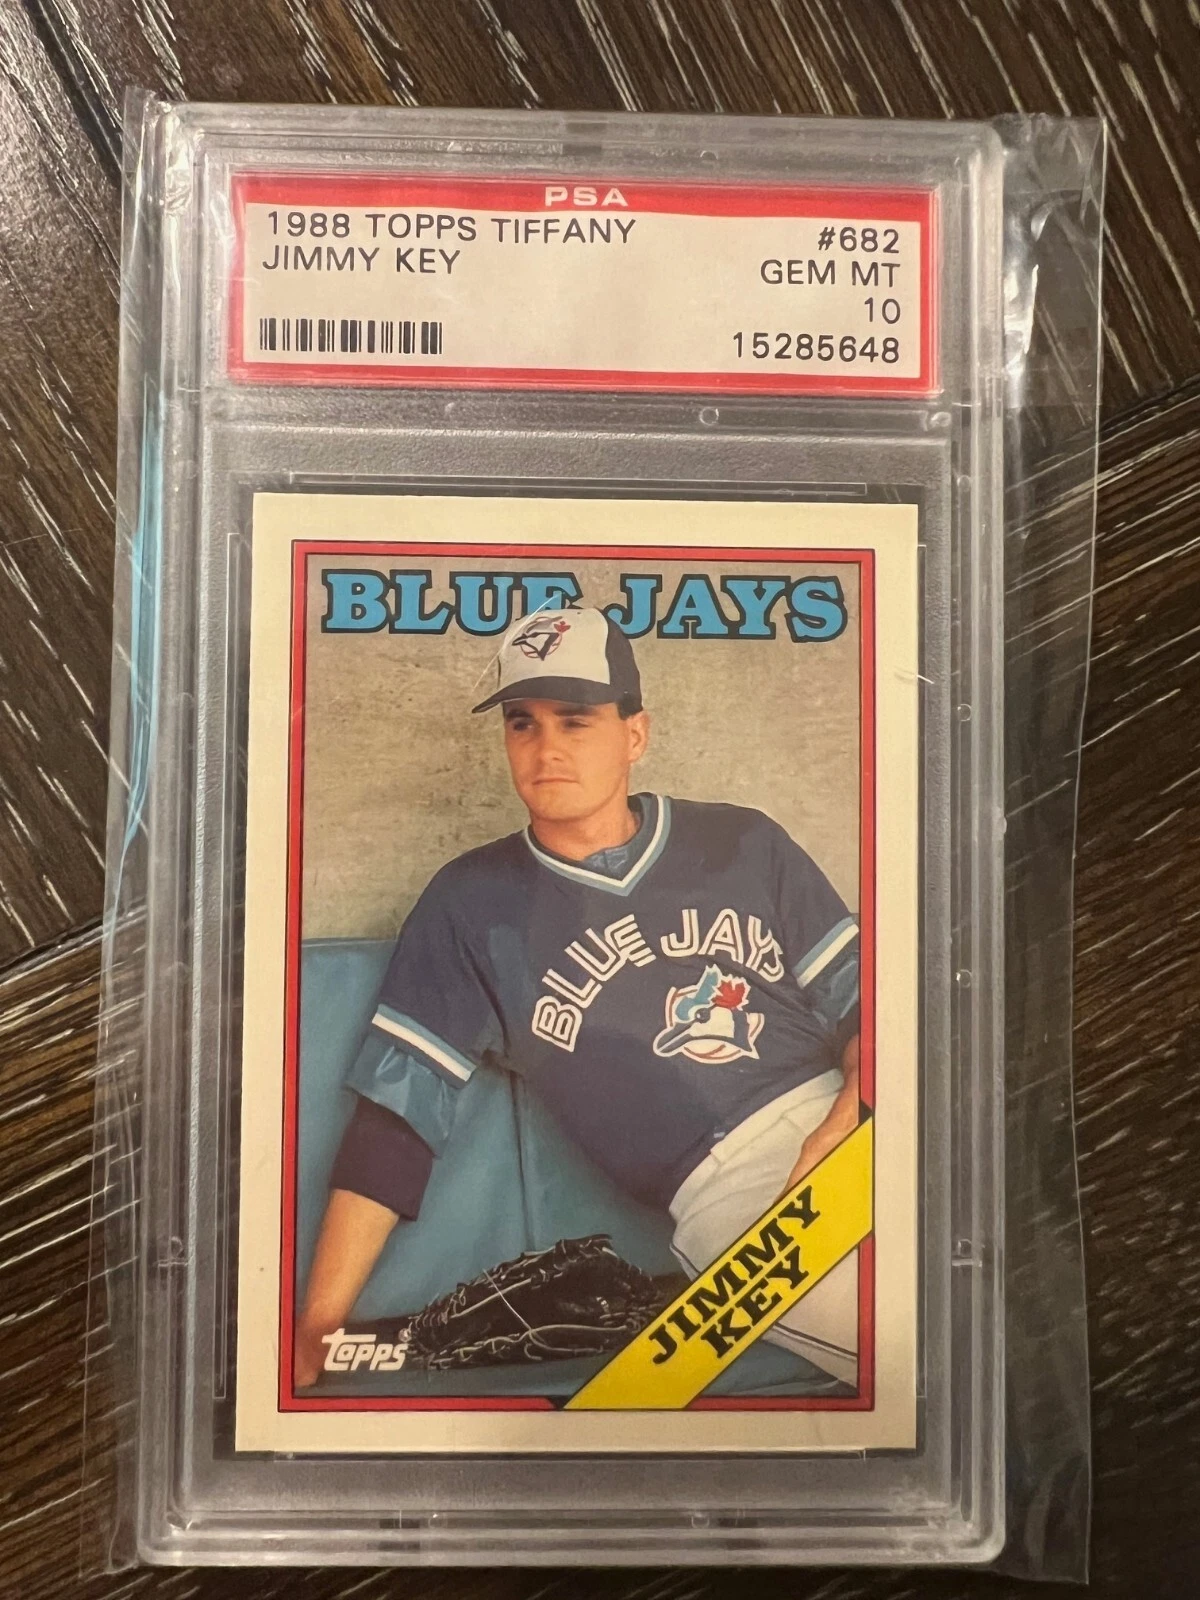 PSA
1988 TOPPS TIFFANY #682
JIMMY KEY GEM MT
10
15285648
BLUE JAYS
BLUE JAYS
JIMMY
KEY
topps